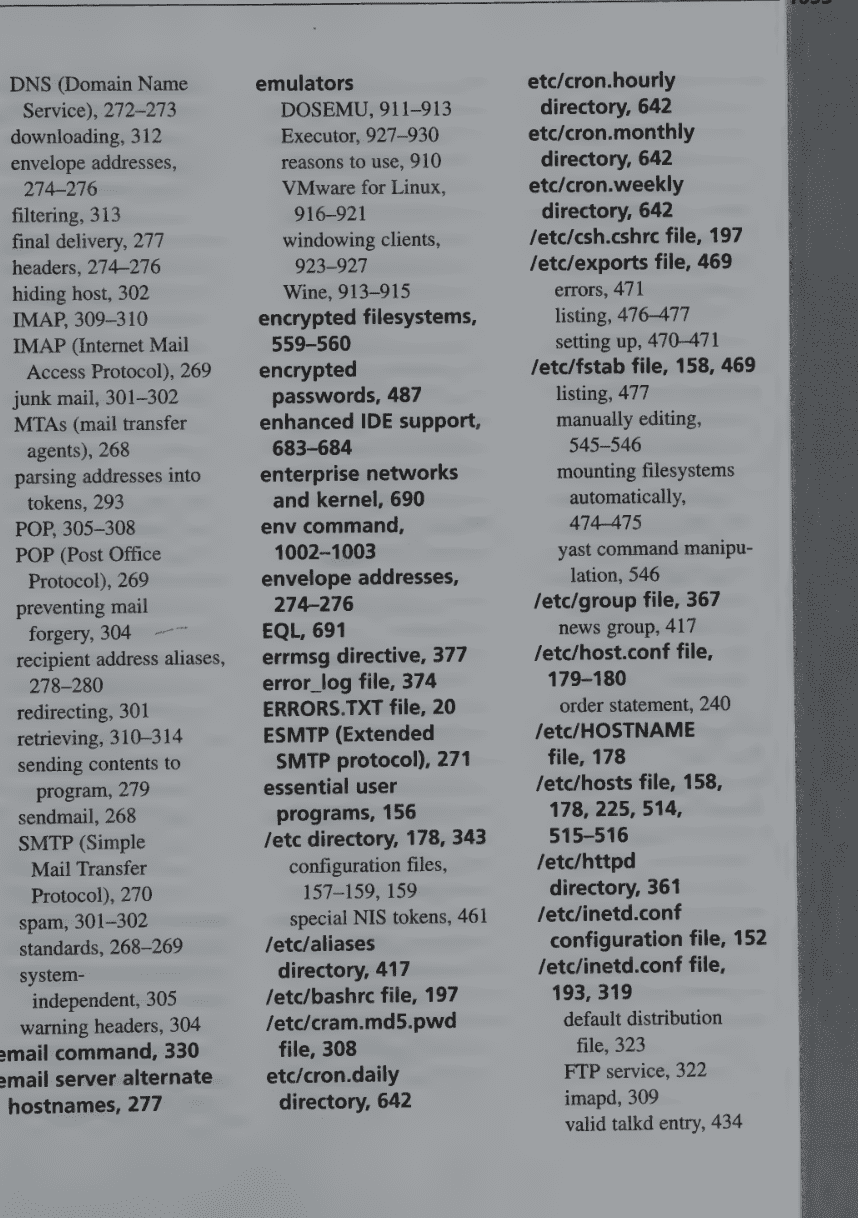 DNS (Domain Name
Service), 272–273
downloading, 312
envelope addresses,
274–276
filtering, 313
final delivery, 277
headers, 274–276
hiding host, 302
IMAP, 309–310
IMAP (Internet Mail
Access Protocol), 269
junk mail, 301–302
MTAs (mail transfer
agents), 268
parsing addresses into
tokens, 293
POP, 305–308
POP (Post Office
Protocol), 269
preventing mail
forgery, 304
recipient address aliases,
278–280
redirecting, 301
retrieving, 310–314
sending contents to
program, 279
sendmail, 268
SMTP (Simple
Mail Transfer
Protocol), 270
spam, 301–302
standards, 268–269
system-
independent, 305
warning headers, 304
email command, 330
email server alternate
hostnames, 277
emulators
DOSEMU, 911–913
Executor, 927–930
reasons to use, 910
VMware for Linux,
916–921
windowing clients,
923–927
Wine, 913–915
encrypted filesystems,
559–560
encrypted
passwords, 487
enhanced IDE support,
683–684
enterprise networks
and kernel, 690
env command,
1002–1003
envelope addresses,
274–276
EQL, 691
errmsg directive, 377
error_log file, 374
ERRORS.TXT file, 20
ESMTP (Extended
SMTP protocol), 271
essential user
programs, 156
/etc directory, 178, 343
configuration files,
157–159, 159
special NIS tokens, 461
/etc/aliases
directory, 417
/etc/bashrc file, 197
/etc/cram.md5.pwd
file, 308
etc/cron.daily
directory, 642
etc/cron.hourly
directory, 642
etc/cron.monthly
directory, 642
etc/cron.weekly
directory, 642
/etc/csh.cshrc file, 197
/etc/exports file, 469
errors, 471
listing, 476–477
setting up, 470–471
/etc/fstab file, 158, 469
listing, 477
manually editing,
545–546
mounting filesystems
automatically,
474–475
yast command manipu-
lation, 546
/etc/group file, 367
news group, 417
/etc/host.conf file,
179–180
order statement, 240
/etc/HOSTNAME
file, 178
/etc/hosts file, 158,
178, 225, 514,
515–516
/etc/httpd
directory, 361
/etc/inetd.conf
configuration file, 152
/etc/inetd.conf file,
193, 319
default distribution
file, 323
FTP service, 322
imapd, 309
valid talkd entry, 434